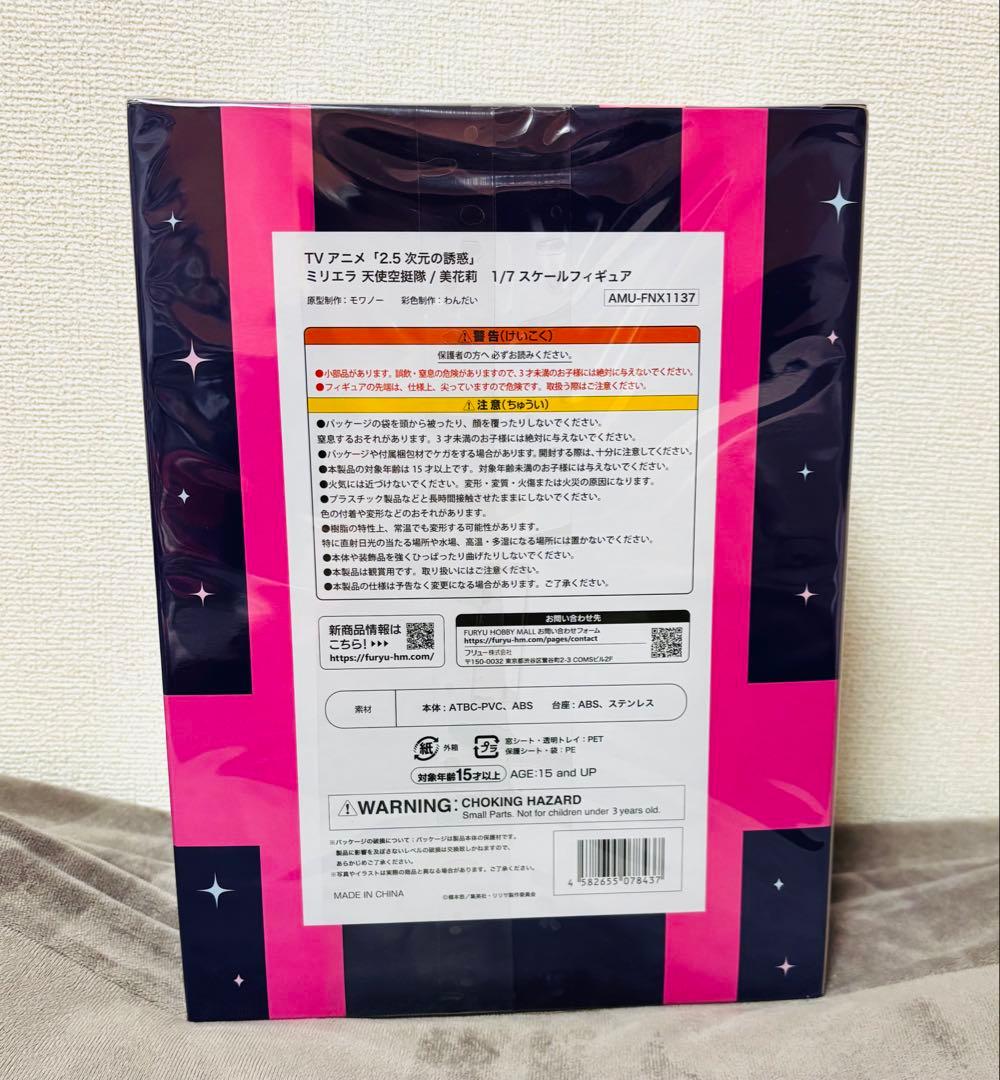 TV アニメ「2.5 次元の誘惑」
ミリエラ 天使空挺隊 / 美花莉 1/7 スケールフィギュア
原型制作：モワノー 彩色制作：わんだい
AMU-FNX1137
⚠警告(けいこく)
保護者の方へ 必ずお読みください。
●小部品があります。誤飲・窒息の危険がありますので、3才未満のお子様には絶対に与えないでください。
●フィギュアの先端は、仕様上、尖っていますので危険です。取扱う際はご注意ください。
⚠注意(ちゅうい)
●パッケージの袋を頭から被ったり、顔を覆ったりしないでください。
窒息するおそれがあります。3才未満のお子様には絶対に与えないでください。
●パッケージや付属梱包材でケガをする場合があります。開封する際は、十分に注意してください。
●本製品の対象年齢は15才以上です。対象年齢未満のお子様には与えないでください。
●火気には近づけないでください。変形・変質・火傷または火災の原因になります。
●プラスチック製品などと長時間接触させたままにしないでください。
色の付着や変形などのおそれがあります。
●樹脂の特性上、常温でも変形する可能性があります。
特に直射日光の当たる場所や水場、高温・多湿になる場所には置かないでください。
●本体や装飾品を強くひっぱったり曲げたりしないでください。
●本製品は観賞用です。取り扱いにはご注意ください。
●本製品の仕様は予告なく変更になる場合があります。ご了承ください。
新商品情報は
こちら!▶▶▶
https://furyu-hm.com/
お問い合わせ先
FURYU HOBBY MALL お問い合わせフォーム
https://furyu-hm.com/pages/contact
フリュー株式会社
〒150-0032 東京都渋谷区鶯谷町2-3 COMSビル2F
素材
本体：ATBC-PVC、ABS 台座：ABS、ステンレス
紙 外箱
プラ 窓シート・透明トレイ：PET
保護シート・袋：PE
対象年齢15才以上 AGE:15 and UP
⚠WARNING: CHOKING HAZARD
Small Parts. Not for children under 3 years old.
※パッケージの破損について：パッケージは製品本体の保護材です。
製品に影響を及ぼさないレベルの破損は交換致しかねますので、
あらかじめご了承ください。
※写真やイラストは実際の商品と異なる場合があります。ご了承ください。
4 582655 078437
MADE IN CHINA
©橋本悠／集英社・リリサ製作委員会